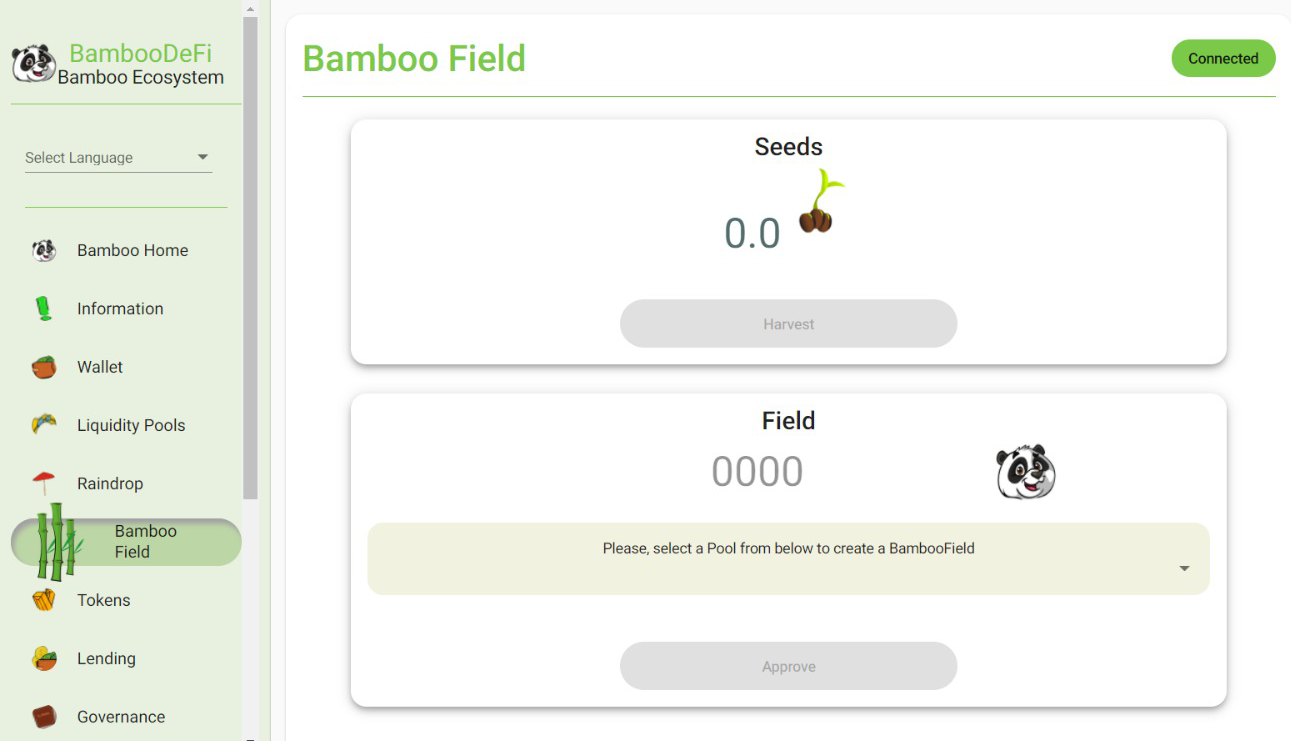 BambooDeFi
Bamboo Ecosystem
Select Language
Bamboo Home
Information
Wallet
Liquidity Pools
Raindrop
Bamboo
Field
Tokens
Lending
Governance
Bamboo Field
Connected
Seeds
0.0
Harvest
Field
0000
Please, select a Pool from below to create a BambooField
Approve